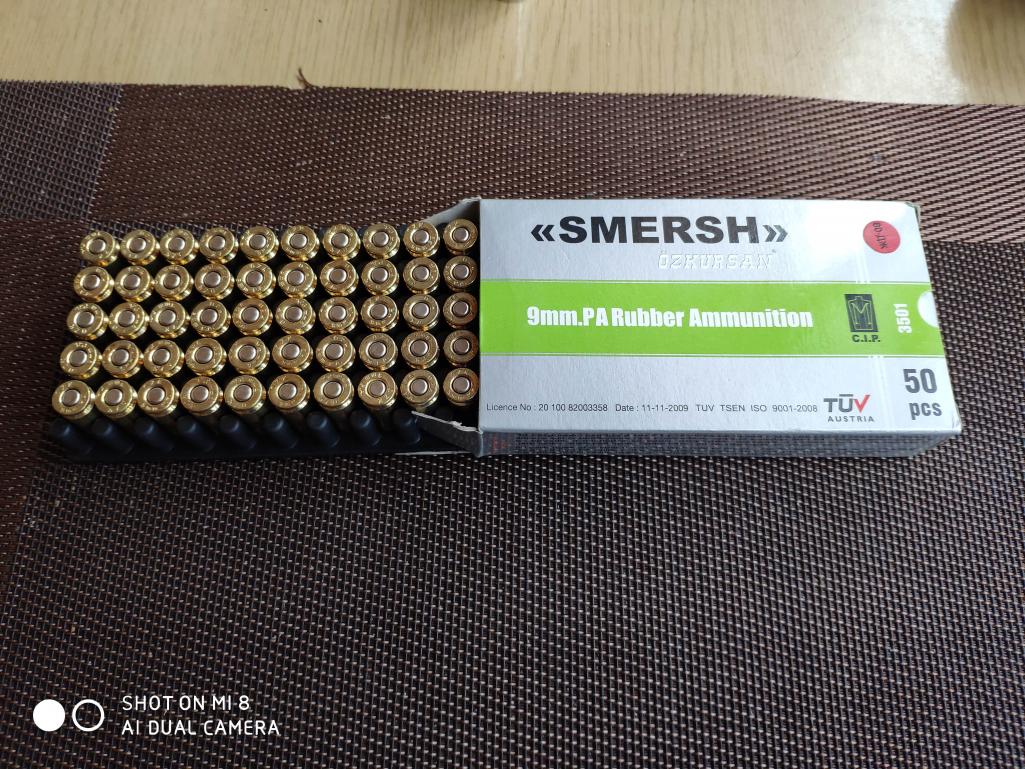 «SMERSH»
ÖZKURSAN
9mm.PA Rubber Ammunition
C.I.P.
3501
50
pcs
Licence No : 20 100 82003358 Date : 11-11-2009 TUV TSEN ISO 9001-2008
TÜV
AUSTRIA
SHOT ON MI 8
AI DUAL CAMERA